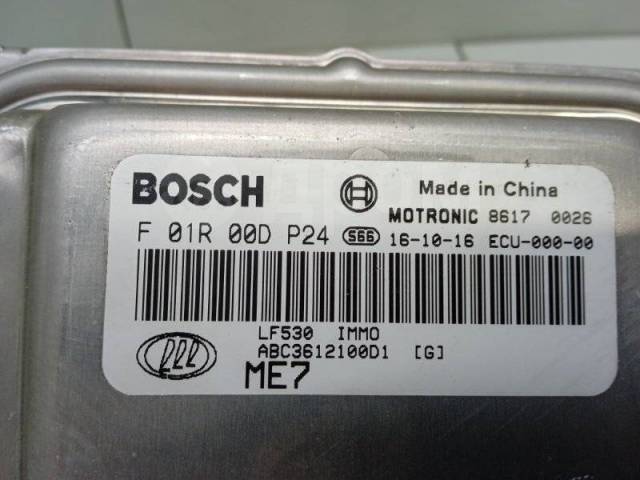 BOSCH
Made in China
MOTRONIC 8617 0026
F 01R 00D P24 S66 16-10-16 ECU-000-00
LF530 IMMO
ABC3612100D1 [G]
ME7